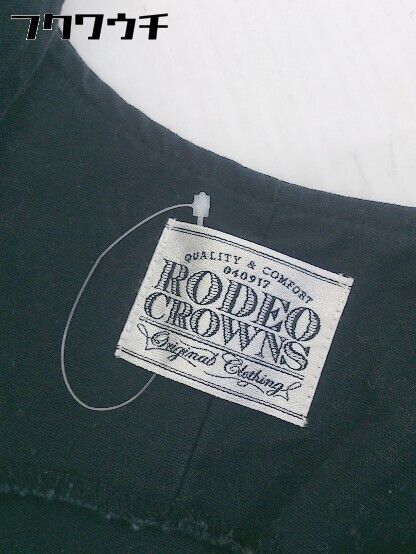 フクワウチ
QUALITY & COMFORT
040917
RODEO
CROWNS
Original Clothing